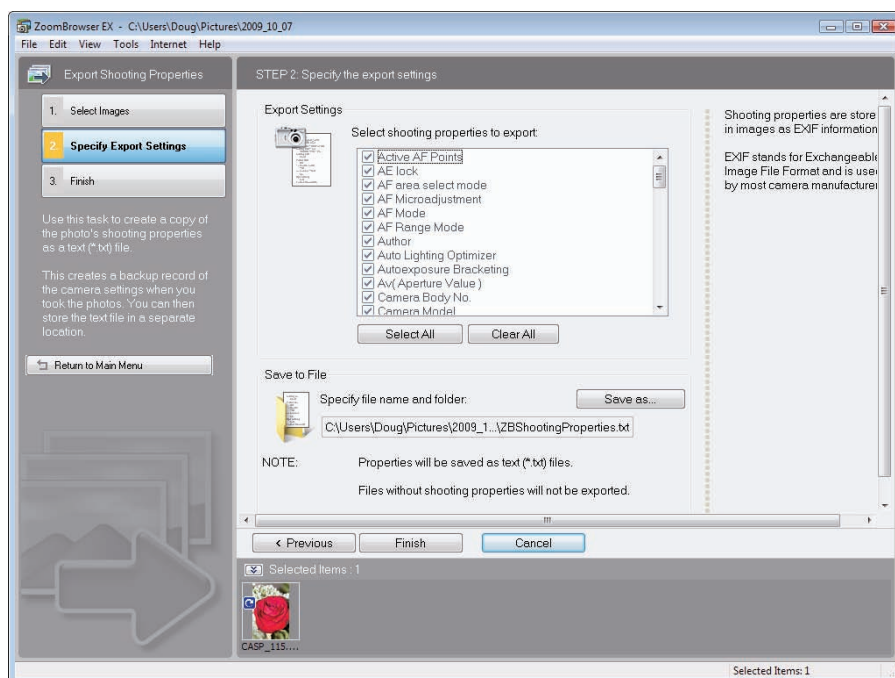 ZoomBrowser EX - C:\Users\Doug\Pictures\2009_10_07
File Edit View Tools Internet Help
Export Shooting Properties
1. Select Images
2. Specify Export Settings
3. Finish
Use this task to create a copy of
the photo's shooting properties
as a text (*.txt) file.
This creates a backup record of
the camera settings when you
took the photos. You can then
store the text file in a separate
location.
Return to Main Menu
STEP 2: Specify the export settings
Export Settings
Select shooting properties to export:
Active AF Points
AE lock
AF area select mode
AF Microadjustment
AF Mode
AF Range Mode
Author
Auto Lighting Optimizer
Autoexposure Bracketing
Av( Aperture Value )
Camera Body No.
Camera Model
Select All Clear All
Save to File
Specify file name and folder:
Save as...
C:\Users\Doug\Pictures\2009_1...\ZBShootingProperties.txt
NOTE: Properties will be saved as text (*.txt) files.
Files without shooting properties will not be exported.
Shooting properties are store
in images as EXIF information
EXIF stands for Exchangeable
Image File Format and is use
by most camera manufacturer
< Previous Finish Cancel
Selected Items : 1
CASP_115....
Selected Items: 1